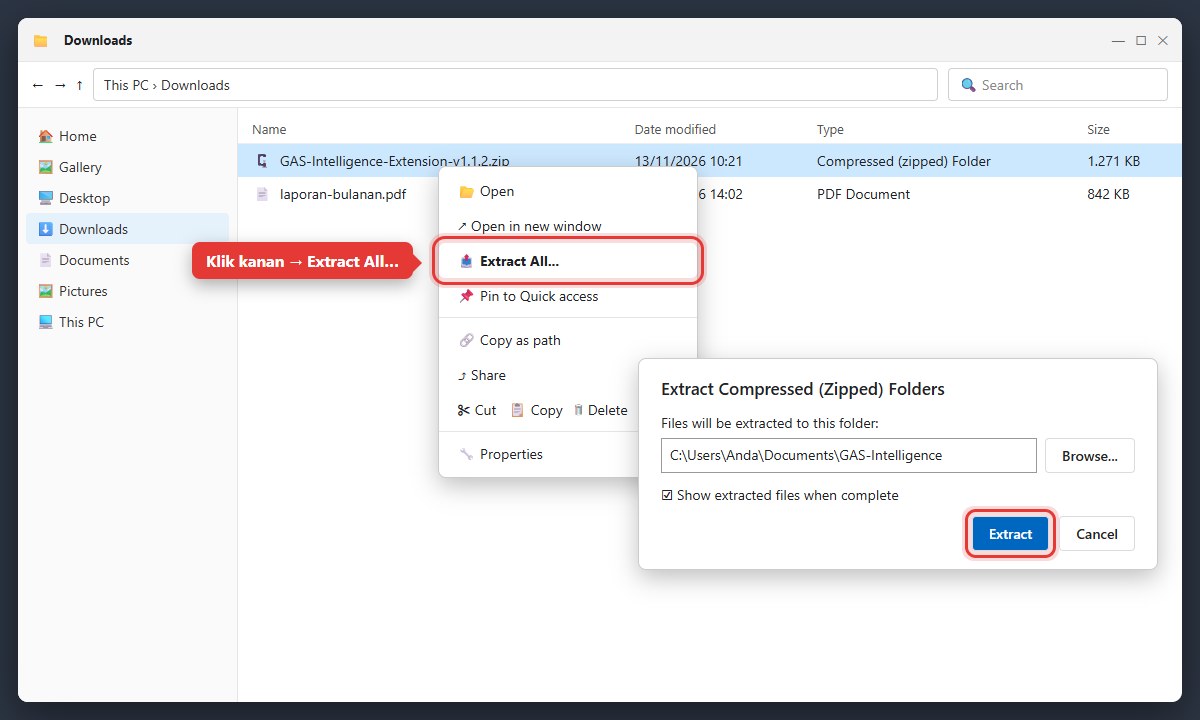 Downloads
← → ↑ This PC › Downloads Search
Home
Gallery
Desktop
Downloads
Documents
Pictures
This PC
Name Date modified Type Size
GAS-Intelligence-Extension-v1.1.2.zip 13/11/2026 10:21 Compressed (zipped) Folder 1.271 KB
laporan-bulanan.pdf 6 14:02 PDF Document 842 KB
Klik kanan → Extract All...
Open
Open in new window
Extract All...
Pin to Quick access
Copy as path
Share
Cut Copy Delete
Properties
Extract Compressed (Zipped) Folders
Files will be extracted to this folder:
C:\Users\Anda\Documents\GAS-Intelligence Browse...
Show extracted files when complete
Extract Cancel